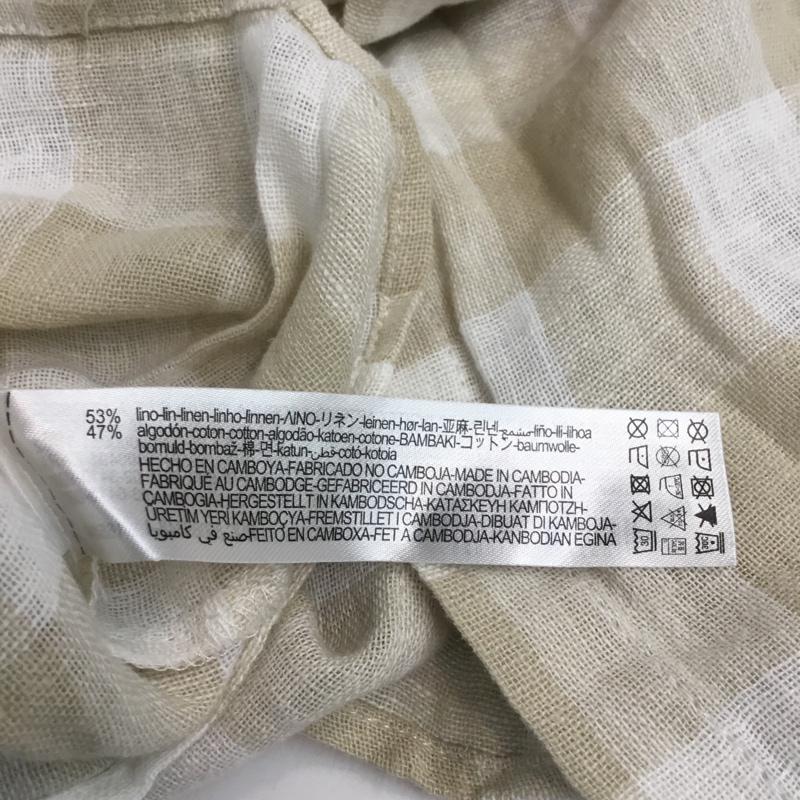 53% lino-lin-linen-linho-linnen-ΛΙΝΟ-リネン-leinen-hør-lan-亚麻-린넨-مشمع-liño-lli-lihoa
47% algodón-coton-cotton-algodão-katoen-cotone-BAMBAKI-コットン-baumwolle-
bomuld-bombaž-棉-면-katun-قطن-cotó-kotoia
HECHO EN CAMBOYA-FABRICADO NO CAMBOJA-MADE IN CAMBODIA-
FABRIQUÉ AU CAMBODGE-GEFABRICEERD IN CAMBODJA-FATTO IN
CAMBOGIA-HERGESTELLT IN KAMBODSCHA-ΚΑΤΑΣΚΕΥΗ ΚΑΜΠΟΤΖΗ-
ÜRETIM YERI KAMBOÇYA-FREMSTILLET I CAMBODJA-DIBUAT DI KAMBOJA-
صنع في كامبوديا-FEITO EN CAMBOXA-FET A CAMBODJA-KANBODIAN EGINA